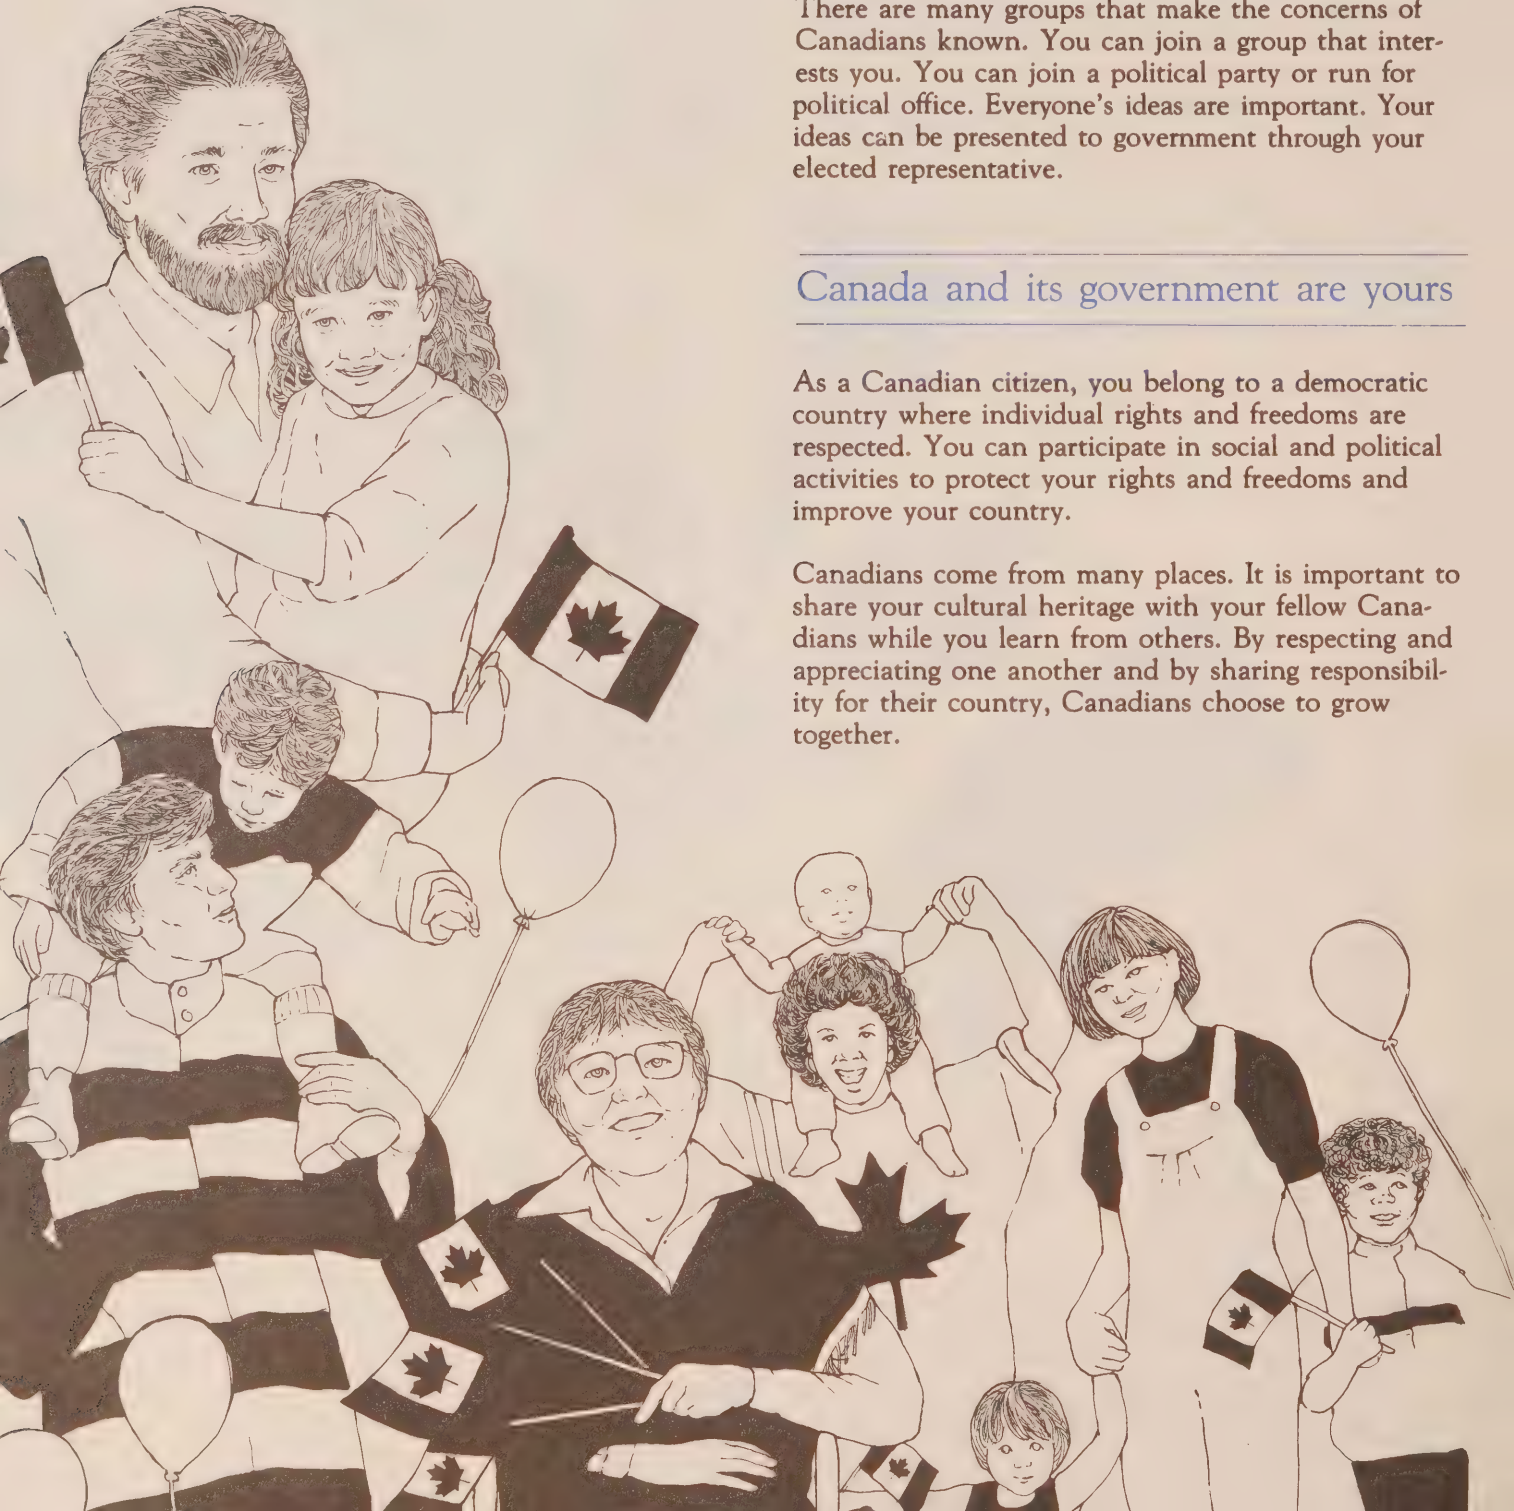 There are many groups that make the concerns of
Canadians known. You can join a group that inter-
ests you. You can join a political party or run for
political office. Everyone's ideas are important. Your
ideas can be presented to government through your
elected representative.
Canada and its government are yours
As a Canadian citizen, you belong to a democratic
country where individual rights and freedoms are
respected. You can participate in social and political
activities to protect your rights and freedoms and
improve your country.
Canadians come from many places. It is important to
share your cultural heritage with your fellow Cana-
dians while you learn from others. By respecting and
appreciating one another and by sharing responsibil-
ity for their country, Canadians choose to grow
together.